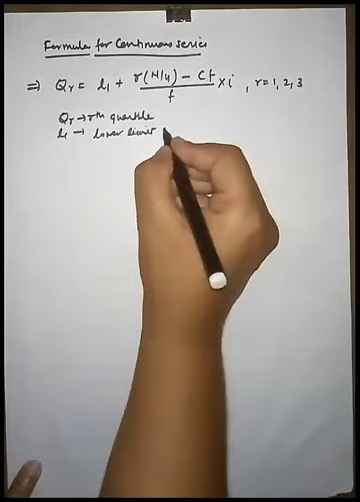 Formula for Continuous series
⇒ Qr = l1 + r(N/4) - Cf / f × i , r = 1, 2, 3
Qr → rth quartile
l1 → lower limit